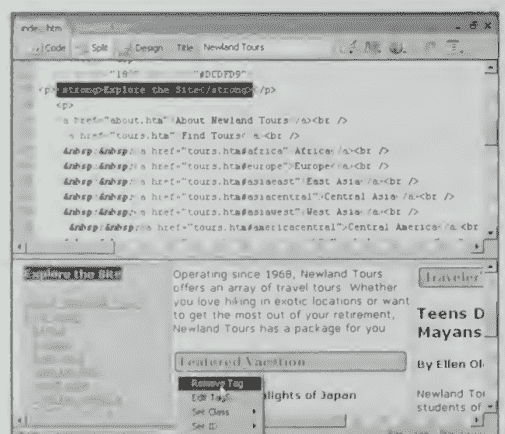 index.htm
Code Split Design Title Newland Tours
"18" "#DCDFD9"
<p><strong>Explore the Site</strong></p>
<p>
<a href="about.htm">About Newland Tours</a><br />
<a href="tours.htm">Find Tours</a><br />
&nbsp;&nbsp;<a href="tours.htm#africa">Africa</a><br />
&nbsp;&nbsp;<a href="tours.htm#europe">Europe</a><br />
&nbsp;&nbsp;<a href="tours.htm#asiaeast">East Asia</a><br />
&nbsp;&nbsp;<a href="tours.htm#asiacentral">Central Asia</a><br />
&nbsp;&nbsp;<a href="tours.htm#asiawest">West Asia</a><br
&nbsp;&nbsp;<a href="tours.htm#americacentral">Central America</a><br
Explore the Site
Operating since 1968, Newland Tours
offers an array of travel tours. Whether
you love hiking in exotic locations or want
to get the most out of your retirement,
Newland Tours has a package for you
Featured Vacation
lights of Japan
Remove Tag
Edit Tag...
Set Class
Set ID
Traveler
Teens D
Mayans
By Ellen Ol
Newland Tou
students of